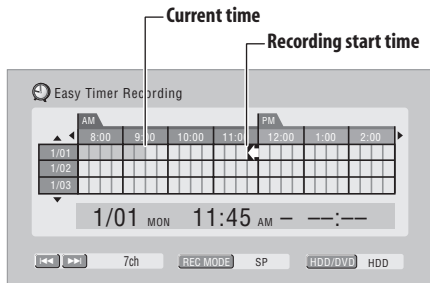 Current time
Recording start time
Easy Timer Recording
AM PM
8:00 9:00 10:00 11:00 12:00 1:00 2:00
1/01
1/02
1/03
1/01 MON 11:45 AM – – –:– –
7ch REC MODE SP HDD/DVD HDD